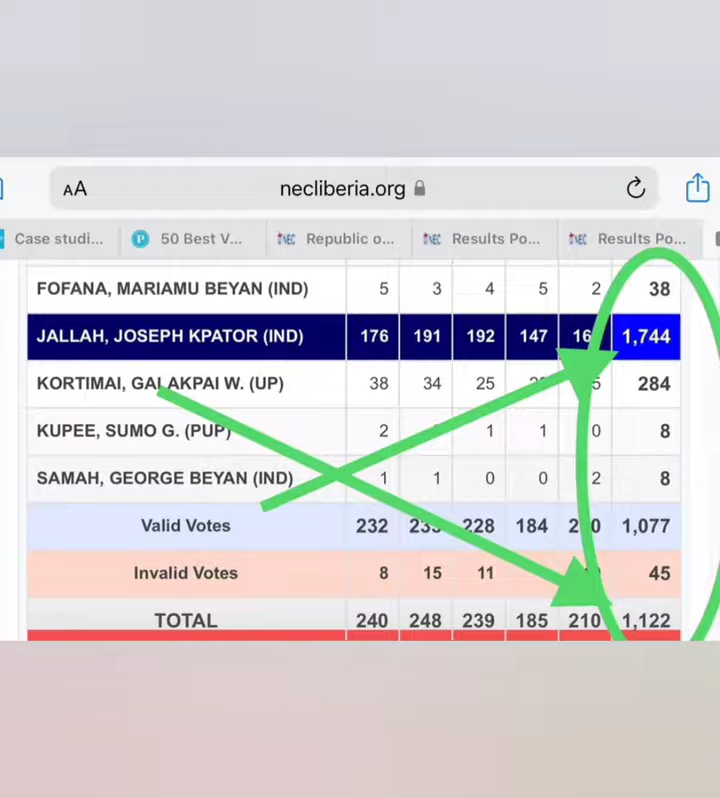 AA necliberia.org
Case studi... P 50 Best V... NEC Republic o... NEC Results Po... NEC Results Po...
FOFANA, MARIAMU BEYAN (IND) 5 3 4 5 2 38
JALLAH, JOSEPH KPATOR (IND) 176 191 192 147 1,744
KORTIMAI, GALAKPAI W. (UP) 38 34 25 284
KUPEE, SUMO G. (PUP) 2 1 1 0 8
SAMAH, GEORGE BEYAN (IND) 1 1 0 0 2 8
Valid Votes 232 228 184 1,077
Invalid Votes 8 15 11 45
TOTAL 240 248 239 185 210 1,122